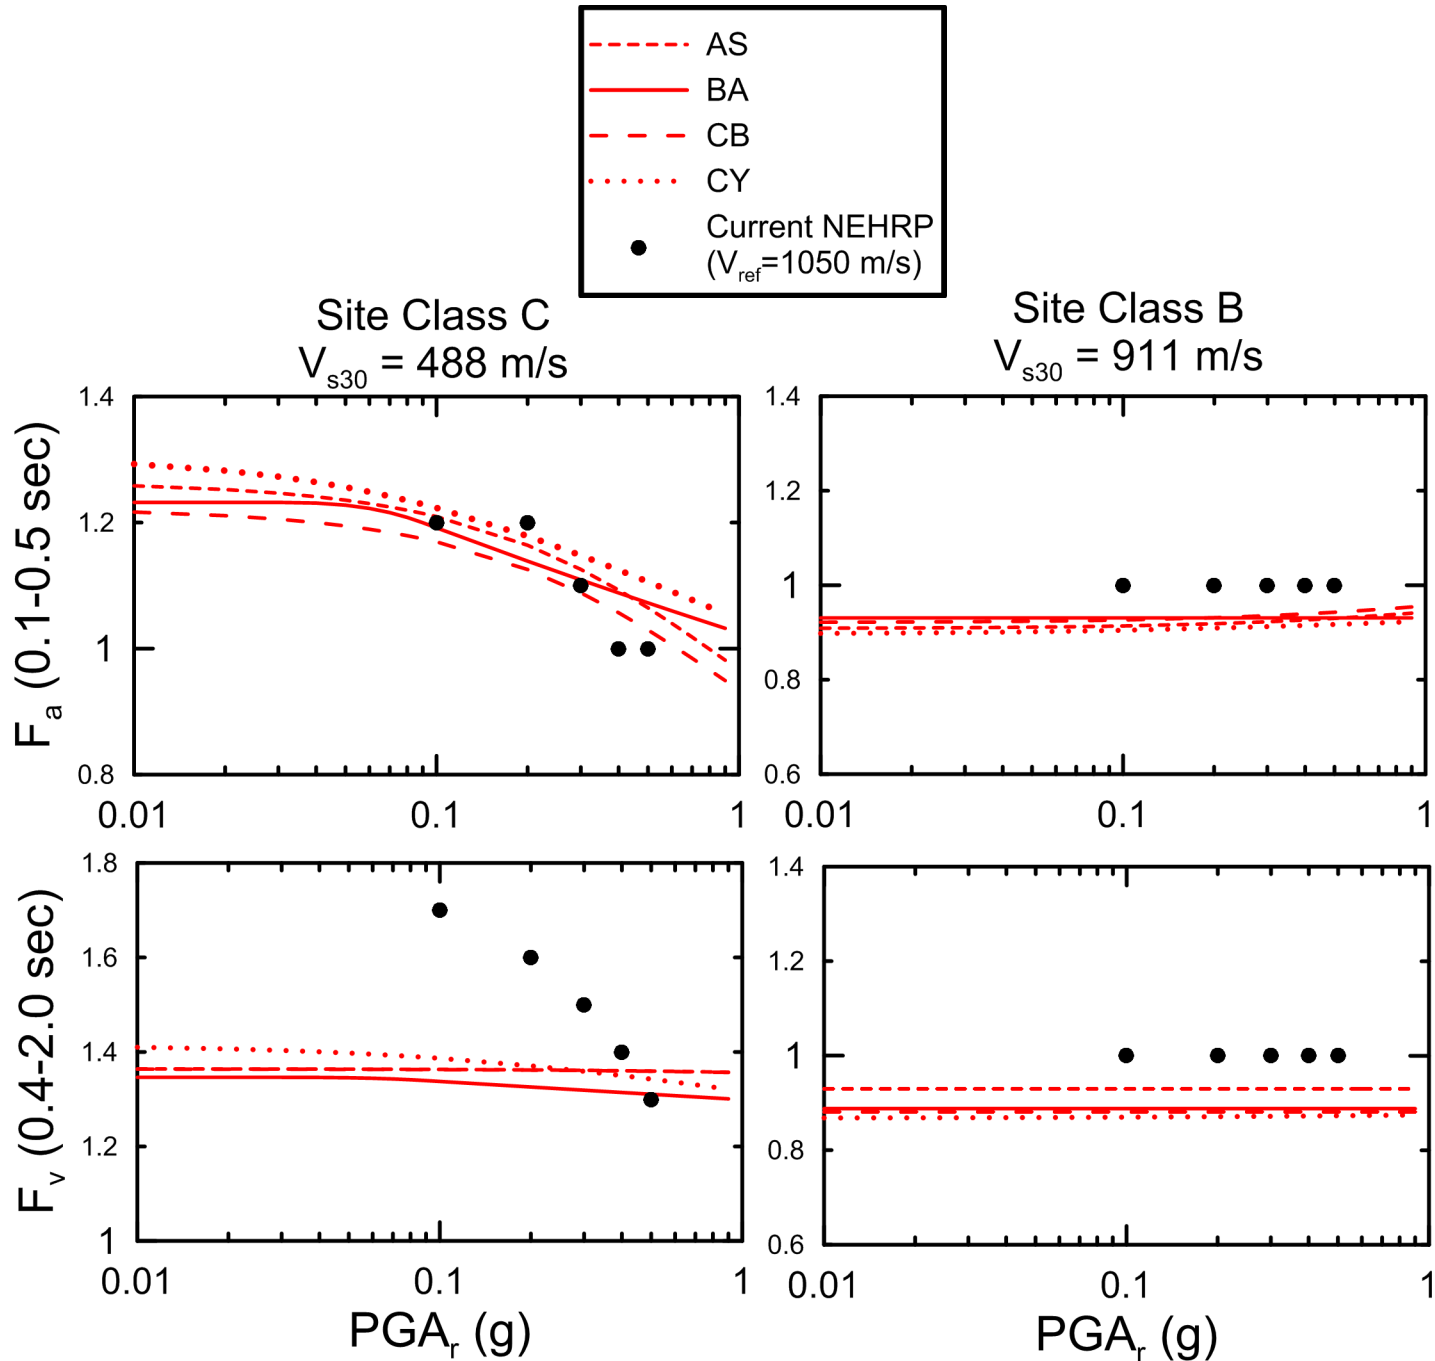 AS
BA
CB
CY
Current NEHRP
(Vref=1050 m/s)
Site Class C
Vs30 = 488 m/s
Site Class B
Vs30 = 911 m/s
Fa (0.1-0.5 sec)
1.4
1.2
1
0.8
0.01
0.1
1
1.4
1.2
1
0.8
0.6
0.01
0.1
1
Fv (0.4-2.0 sec)
1.8
1.6
1.4
1.2
1
0.01
0.1
1
PGAr (g)
1.4
1.2
1
0.8
0.6
0.01
0.1
1
PGAr (g)